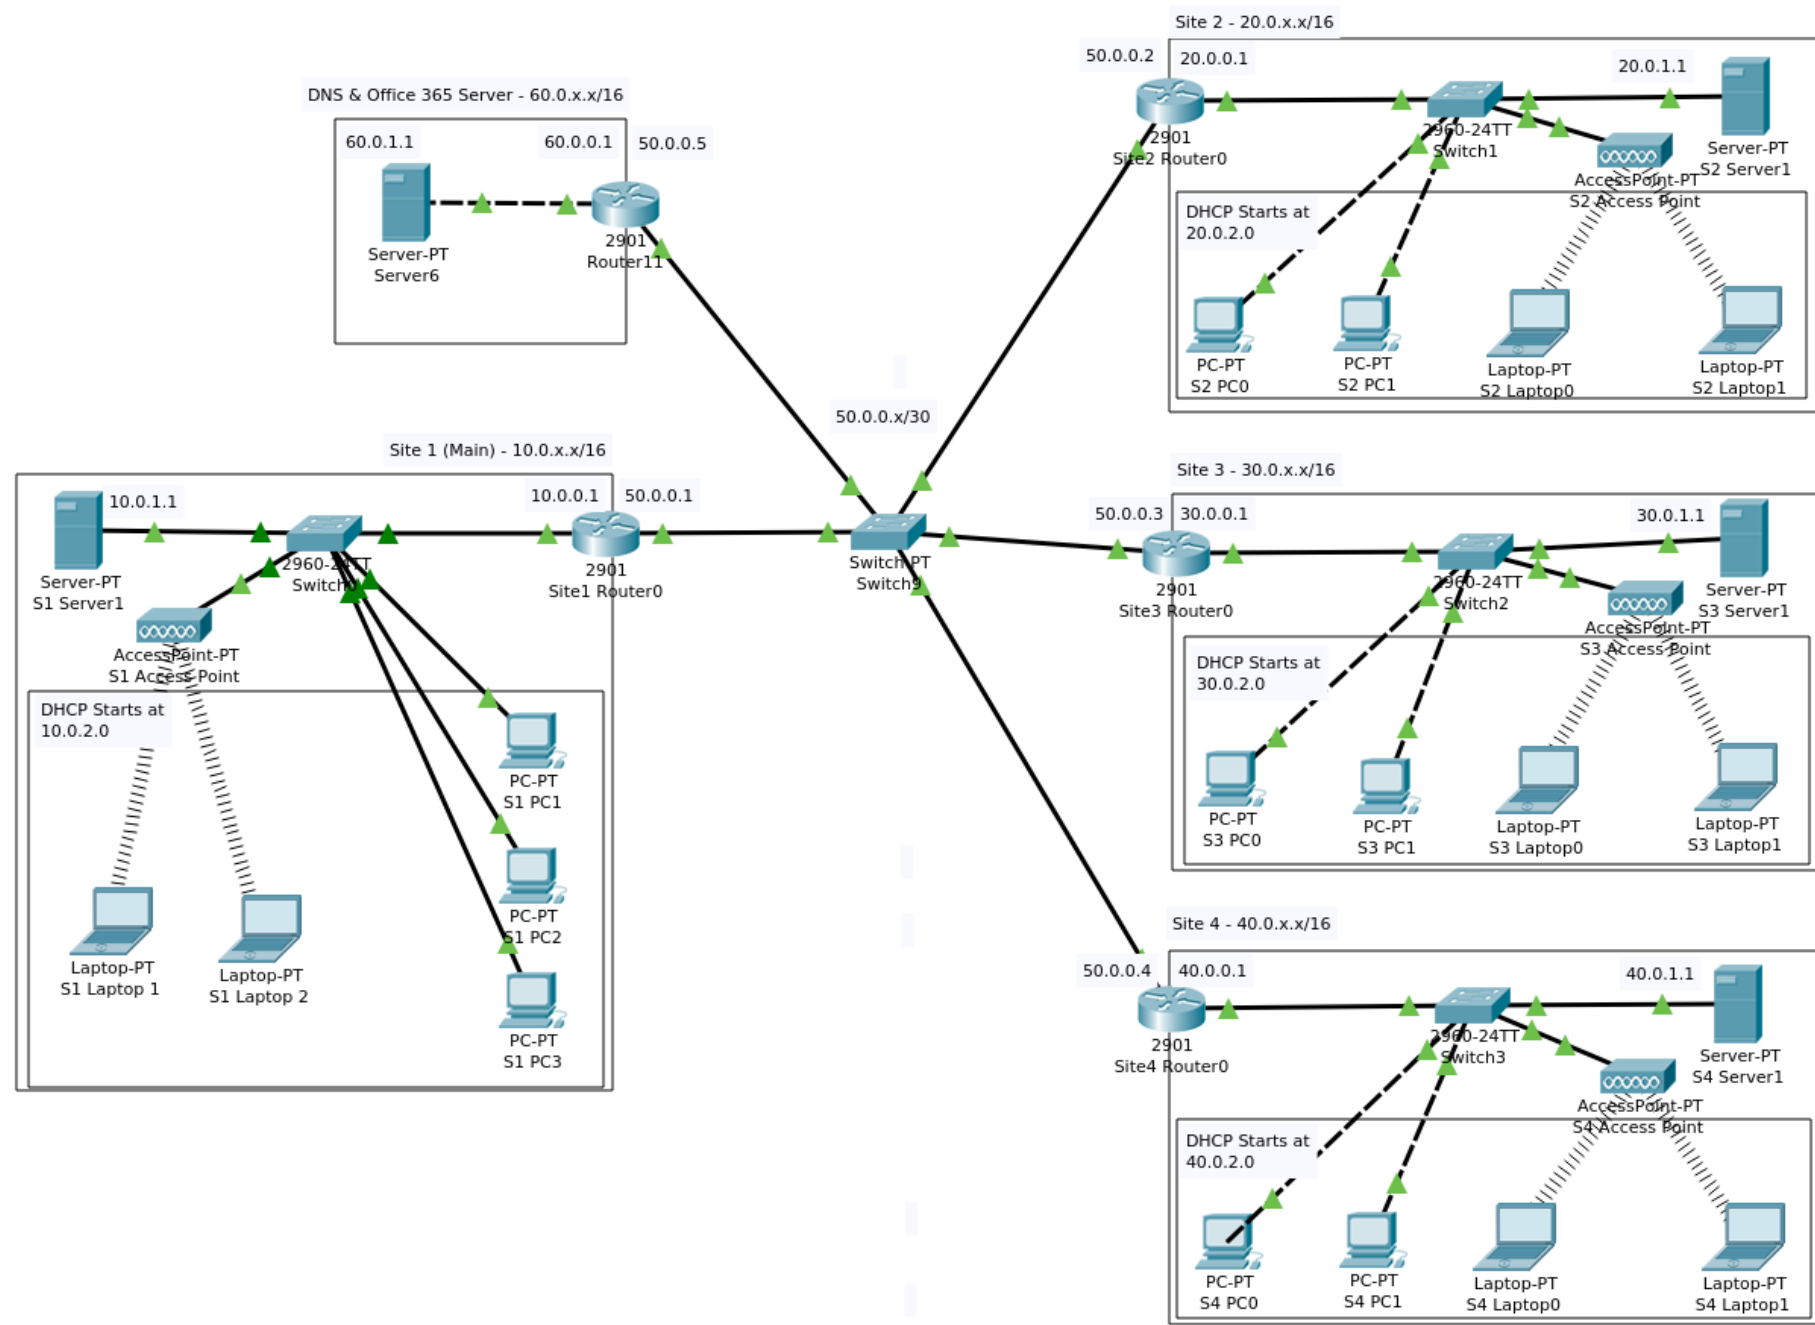 DNS & Office 365 Server - 60.0.x.x/16
60.0.1.1
60.0.0.1
50.0.0.5
Server-PT
Server6
2901
Router11
50.0.0.x/30
Switch-PT
Switch9
Site 1 (Main) - 10.0.x.x/16
10.0.1.1
10.0.0.1
50.0.0.1
Server-PT
S1 Server1
2960-24TT
Switch0
2901
Site1 Router0
AccessPoint-PT
S1 Access Point
DHCP Starts at
10.0.2.0
PC-PT
S1 PC1
PC-PT
S1 PC2
PC-PT
S1 PC3
Laptop-PT
S1 Laptop 1
Laptop-PT
S1 Laptop 2
Site 2 - 20.0.x.x/16
50.0.0.2
20.0.0.1
20.0.1.1
2901
Site2 Router0
2960-24TT
Switch1
Server-PT
S2 Server1
AccessPoint-PT
S2 Access Point
DHCP Starts at
20.0.2.0
PC-PT
S2 PC0
PC-PT
S2 PC1
Laptop-PT
S2 Laptop0
Laptop-PT
S2 Laptop1
Site 3 - 30.0.x.x/16
50.0.0.3
30.0.0.1
30.0.1.1
2901
Site3 Router0
2960-24TT
Switch2
Server-PT
S3 Server1
AccessPoint-PT
S3 Access Point
DHCP Starts at
30.0.2.0
PC-PT
S3 PC0
PC-PT
S3 PC1
Laptop-PT
S3 Laptop0
Laptop-PT
S3 Laptop1
Site 4 - 40.0.x.x/16
50.0.0.4
40.0.0.1
40.0.1.1
2901
Site4 Router0
2960-24TT
Switch3
Server-PT
S4 Server1
AccessPoint-PT
S4 Access Point
DHCP Starts at
40.0.2.0
PC-PT
S4 PC0
PC-PT
S4 PC1
Laptop-PT
S4 Laptop0
Laptop-PT
S4 Laptop1